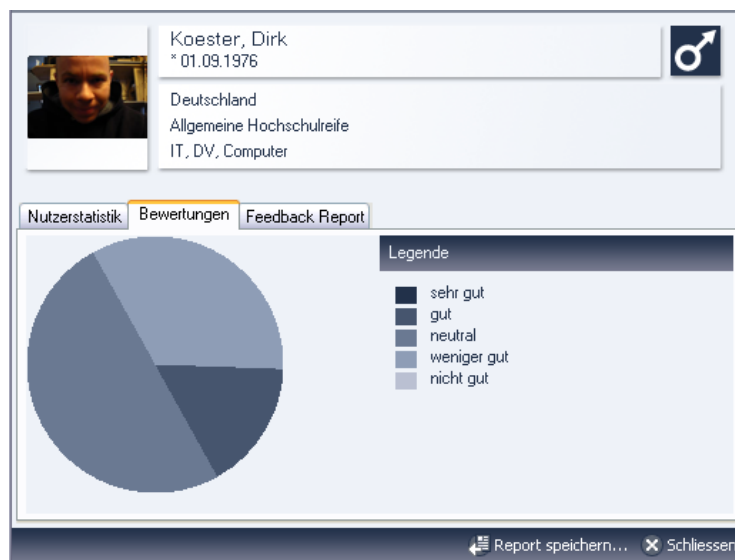 Koester, Dirk
* 01.09.1976
Deutschland
Allgemeine Hochschulreife
IT, DV, Computer
Nutzerstatistik Bewertungen Feedback Report
Legende
sehr gut
gut
neutral
weniger gut
nicht gut
Report speichern... Schliessen